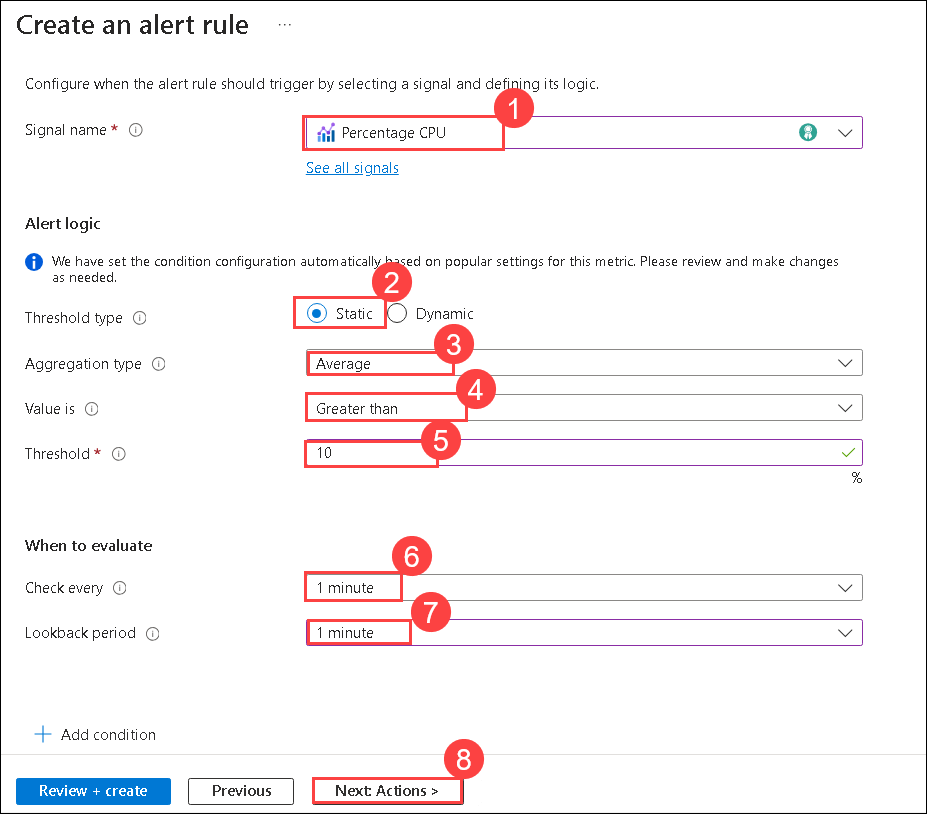 Create an alert rule ...
Configure when the alert rule should trigger by selecting a signal and defining its logic.
1
Signal name * Percentage CPU
See all signals
Alert logic
We have set the condition configuration automatically based on popular settings for this metric. Please review and make changes
as needed.
2
Threshold type Static Dynamic
3
Aggregation type Average
4
Value is Greater than
5
Threshold * 10
%
When to evaluate
6
Check every 1 minute
7
Lookback period 1 minute
+ Add condition
8
Review + create Previous Next: Actions >